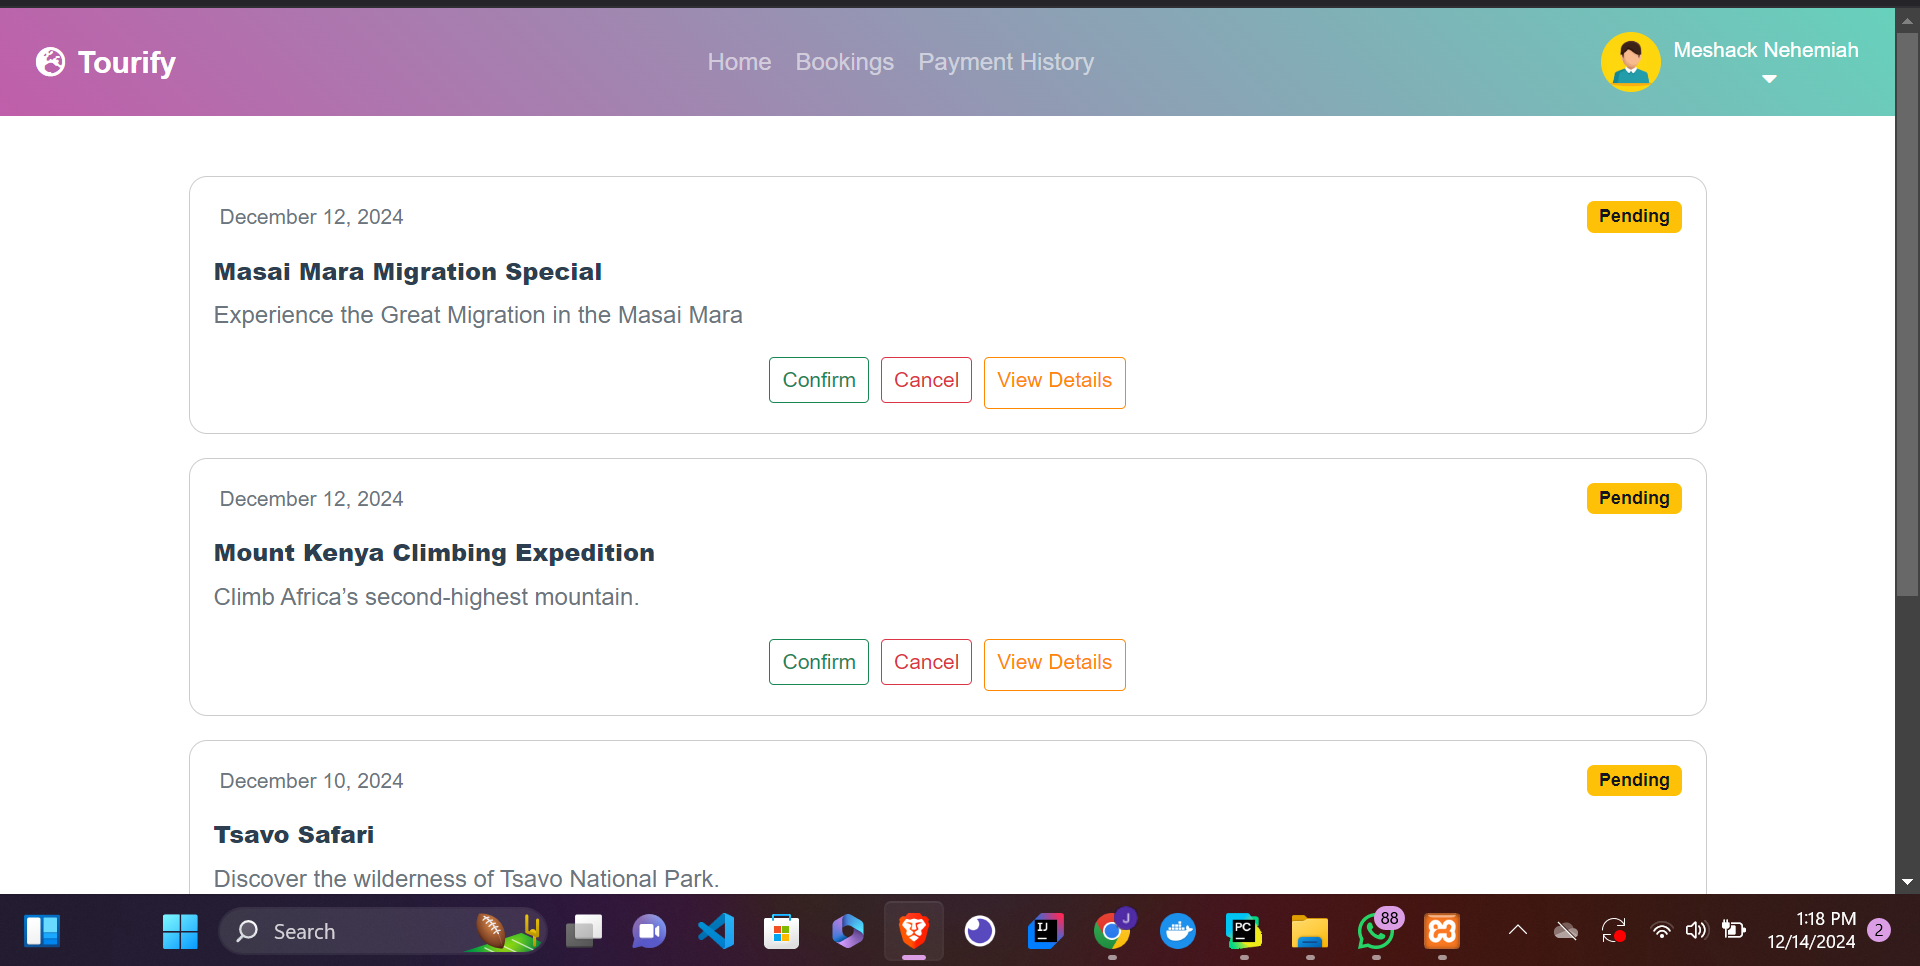 Tourify
Home Bookings Payment History
Meshack Nehemiah
December 12, 2024
Pending
Masai Mara Migration Special
Experience the Great Migration in the Masai Mara
Confirm Cancel View Details
December 12, 2024
Pending
Mount Kenya Climbing Expedition
Climb Africa’s second-highest mountain.
Confirm Cancel View Details
December 10, 2024
Pending
Tsavo Safari
Discover the wilderness of Tsavo National Park.
Search
IJ
J
PC
88
1:18 PM
12/14/2024
2